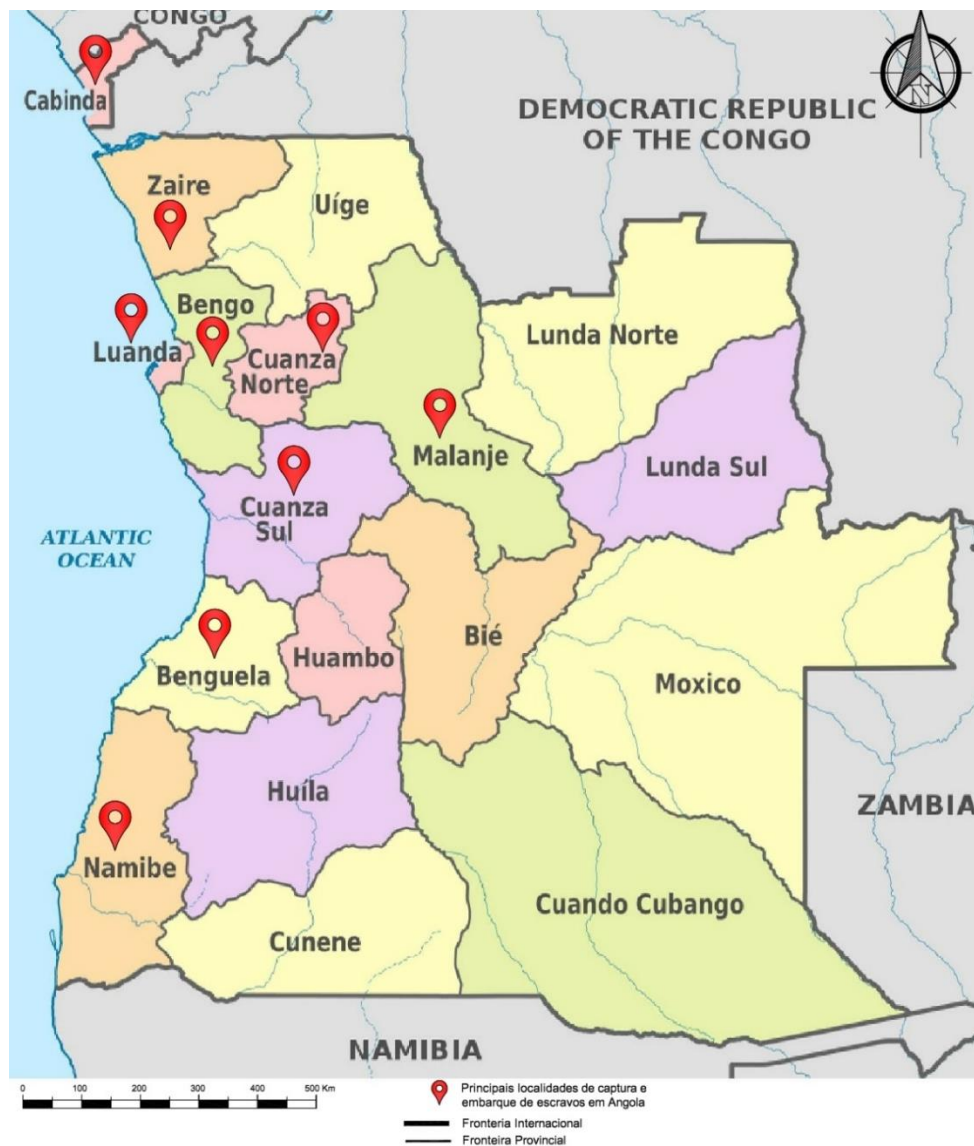 CONGO
N
Cabinda
DEMOCRATIC REPUBLIC
OF THE CONGO
Zaire
Uíge
Bengo
Luanda
Cuanza
Norte
Lunda Norte
Malanje
Lunda Sul
Cuanza
Sul
ATLANTIC
OCEAN
Bié
Huambo
Benguela
Moxico
Huíla
ZAMBIA
Namibe
Cuando Cubango
Cunene
NAMIBIA
0 100 200 300 400 500 Km
Principais localidades de captura e
embarque de escravos em Angola
Fronteria Internacional
Fronteira Provincial